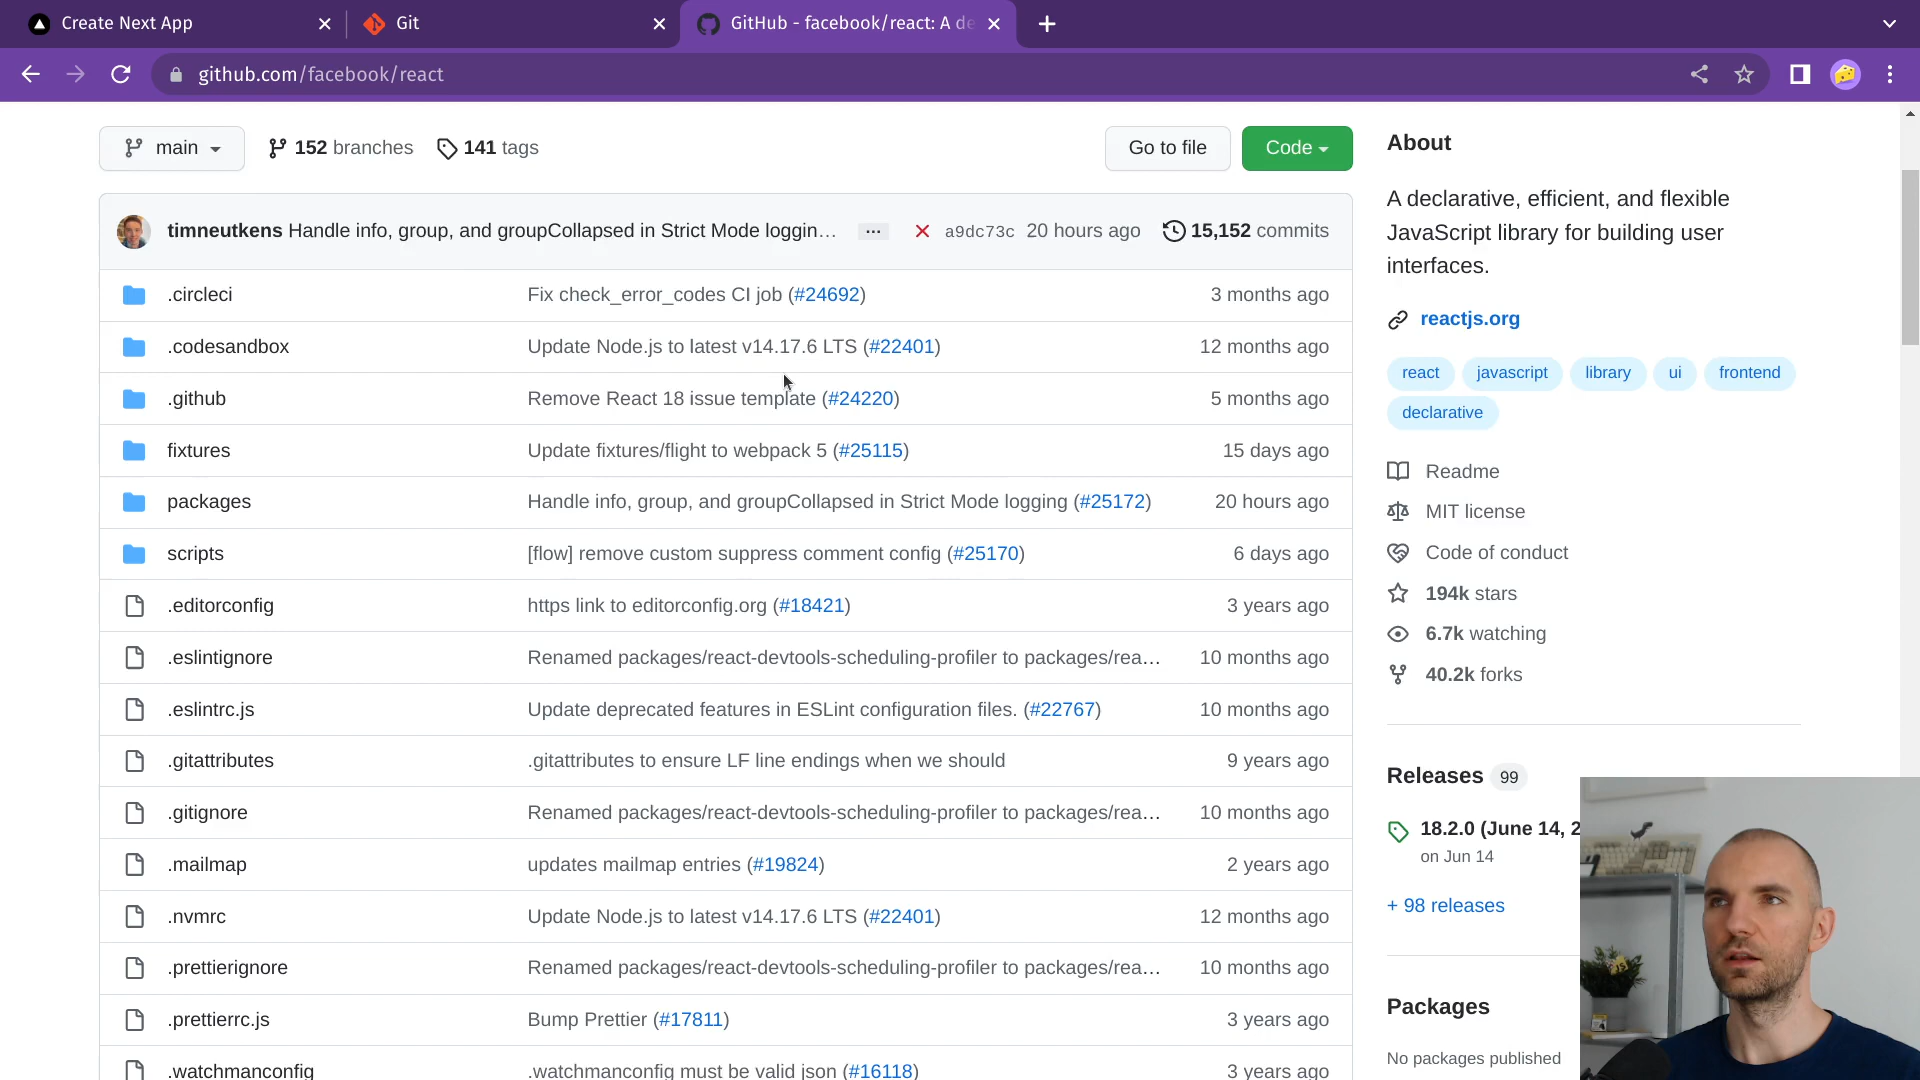 Create Next App
Git
GitHub - facebook/react: A de
github.com/facebook/react
main
152 branches
141 tags
Go to file
Code
timneutkens Handle info, group, and groupCollapsed in Strict Mode loggin… ... a9dc73c 20 hours ago 15,152 commits
.circleci Fix check_error_codes CI job (#24692) 3 months ago
.codesandbox Update Node.js to latest v14.17.6 LTS (#22401) 12 months ago
.github Remove React 18 issue template (#24220) 5 months ago
fixtures Update fixtures/flight to webpack 5 (#25115) 15 days ago
packages Handle info, group, and groupCollapsed in Strict Mode logging (#25172) 20 hours ago
scripts [flow] remove custom suppress comment config (#25170) 6 days ago
.editorconfig https link to editorconfig.org (#18421) 3 years ago
.eslintignore Renamed packages/react-devtools-scheduling-profiler to packages/rea… 10 months ago
.eslintrc.js Update deprecated features in ESLint configuration files. (#22767) 10 months ago
.gitattributes .gitattributes to ensure LF line endings when we should 9 years ago
.gitignore Renamed packages/react-devtools-scheduling-profiler to packages/rea… 10 months ago
.mailmap updates mailmap entries (#19824) 2 years ago
.nvmrc Update Node.js to latest v14.17.6 LTS (#22401) 12 months ago
.prettierignore Renamed packages/react-devtools-scheduling-profiler to packages/rea… 10 months ago
.prettierrc.js Bump Prettier (#17811) 3 years ago
.watchmanconfig .watchmanconfig must be valid json (#16118) 3 years ago
About
A declarative, efficient, and flexible
JavaScript library for building user
interfaces.
reactjs.org
react javascript library ui frontend
declarative
Readme
MIT license
Code of conduct
194k stars
6.7k watching
40.2k forks
Releases 99
18.2.0 (June 14, 2
on Jun 14
+ 98 releases
Packages
No packages published